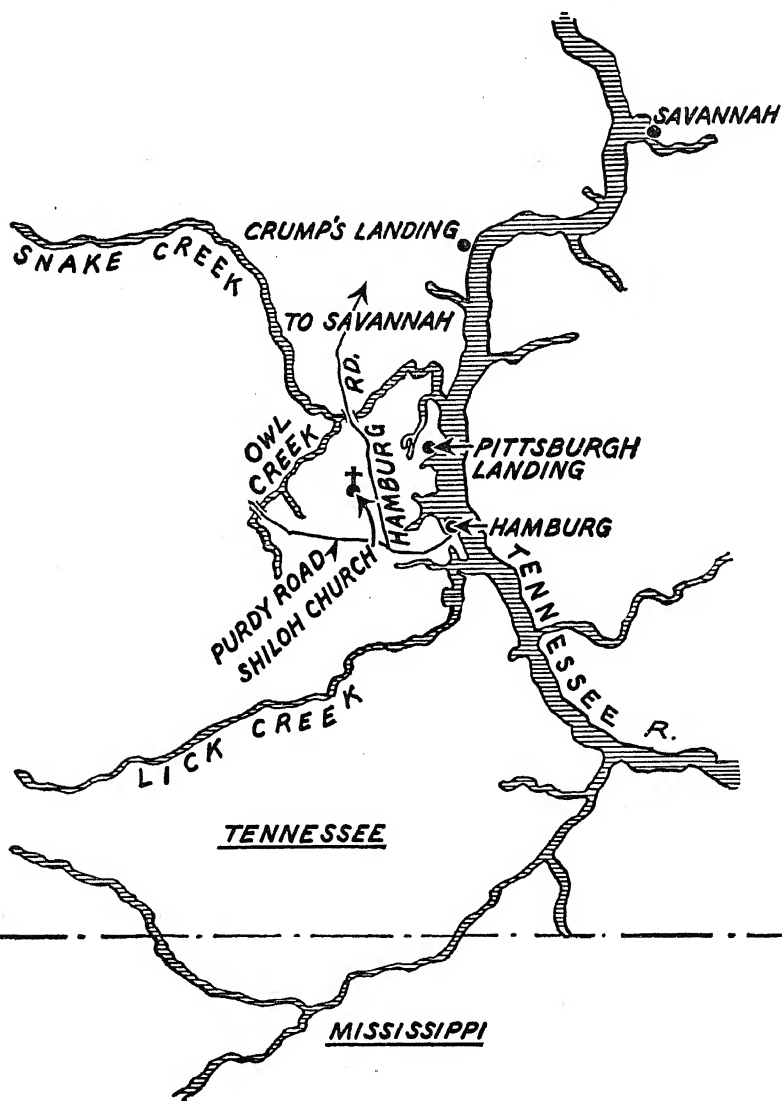 SAVANNAH
CRUMP'S LANDING
SNAKE CREEK
TO SAVANNAH
HAMBURG RD.
OWL
CREEK
PITTSBURGH
LANDING
HAMBURG
PURDY ROAD
SHILOH CHURCH
TENNESSEE R.
LICK CREEK
TENNESSEE
MISSISSIPPI